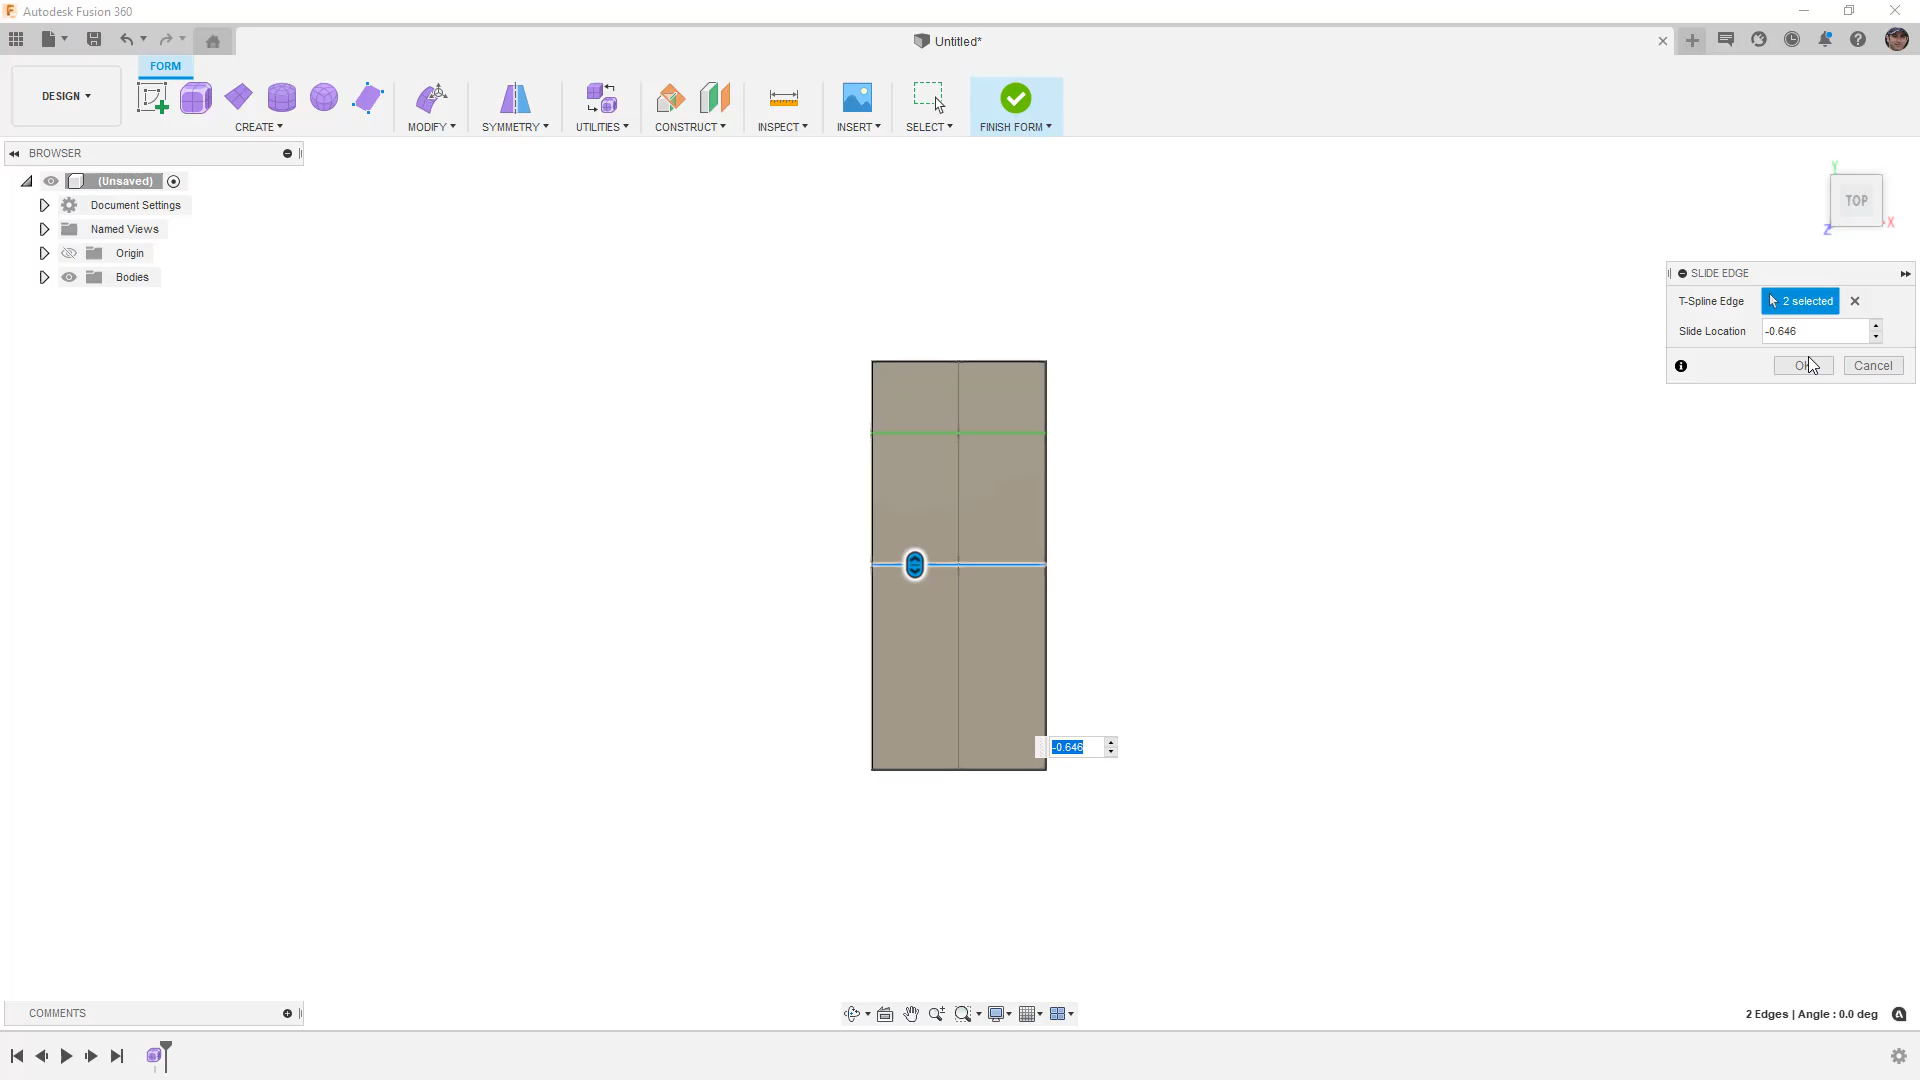 Autodesk Fusion 360
Untitled*
FORM
DESIGN
CREATE
MODIFY
SYMMETRY
UTILITIES
CONSTRUCT
INSPECT
INSERT
SELECT
FINISH FORM
BROWSER
(Unsaved)
Document Settings
Named Views
Origin
Bodies
Y
TOP
X
Z
SLIDE EDGE
T-Spline Edge
2 selected
Slide Location
-0.646
OK
Cancel
-0.646
COMMENTS
2 Edges | Angle : 0.0 deg